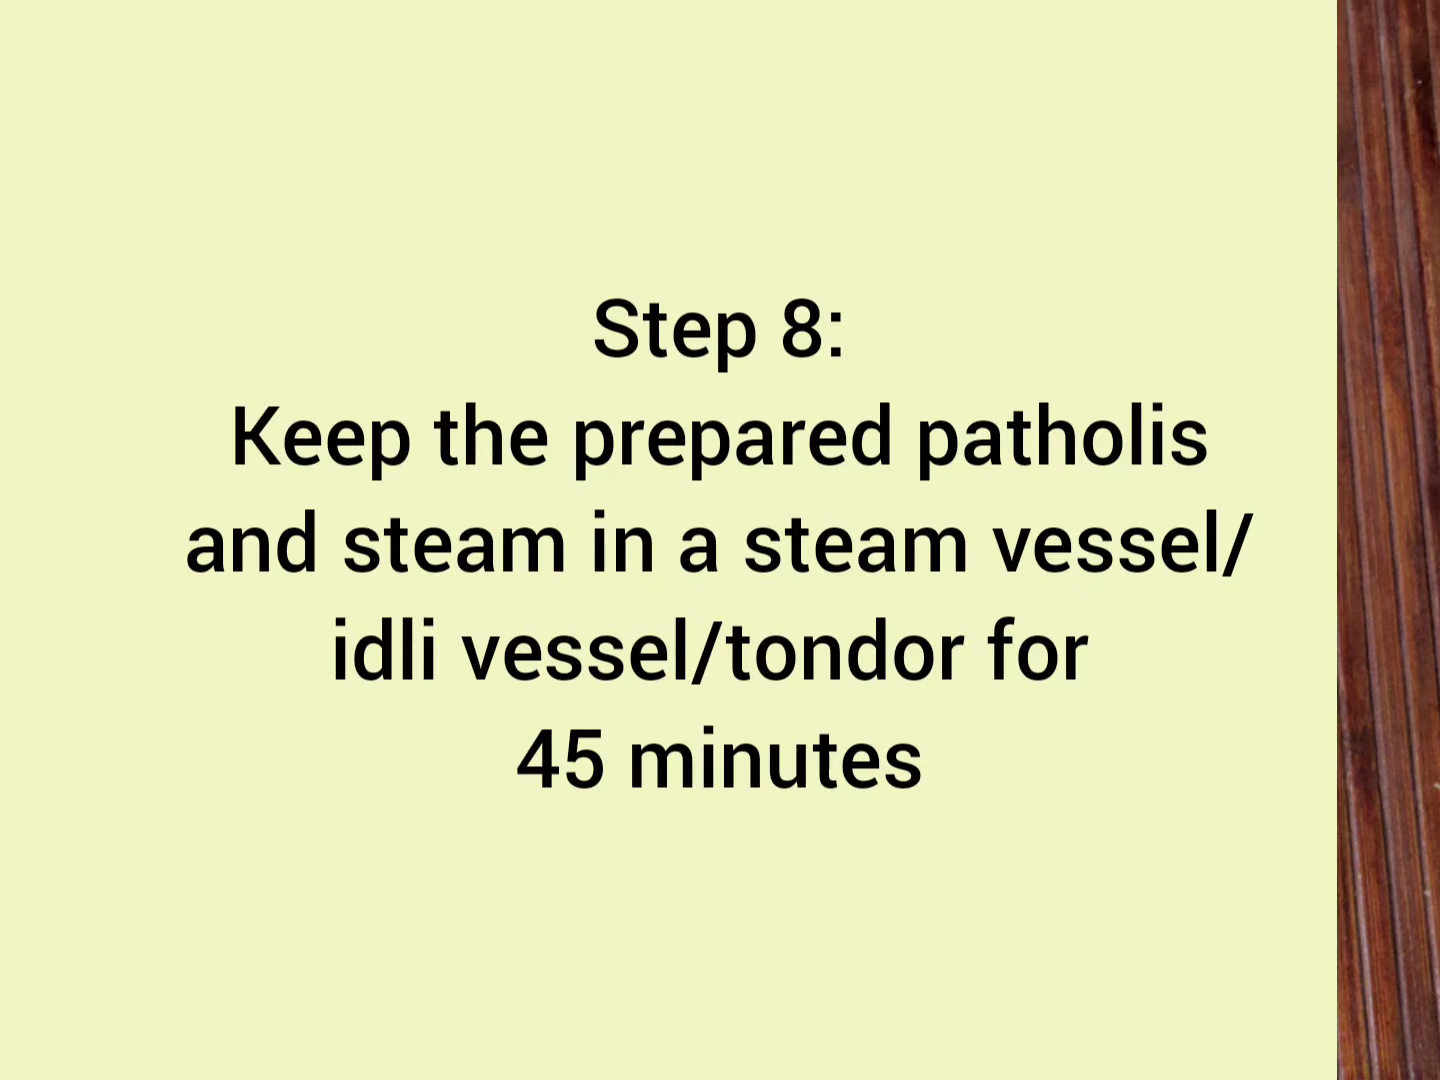 Step 8:
Keep the prepared patholis
and steam in a steam vessel/
idli vessel/tondor for
45 minutes